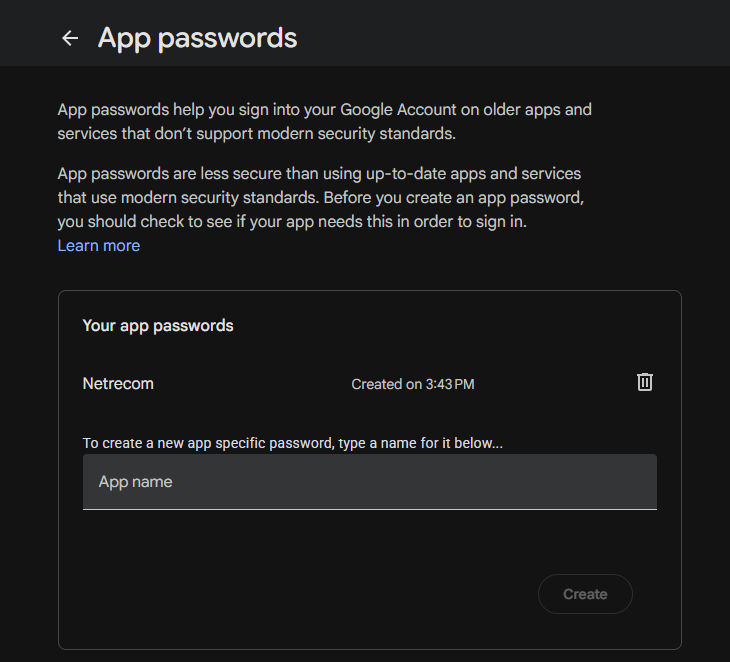 App passwords
App passwords help you sign into your Google Account on older apps and
services that don’t support modern security standards.
App passwords are less secure than using up-to-date apps and services
that use modern security standards. Before you create an app password,
you should check to see if your app needs this in order to sign in.
Learn more
Your app passwords
Netrecom Created on 3:43 PM
To create a new app specific password, type a name for it below...
App name
Create